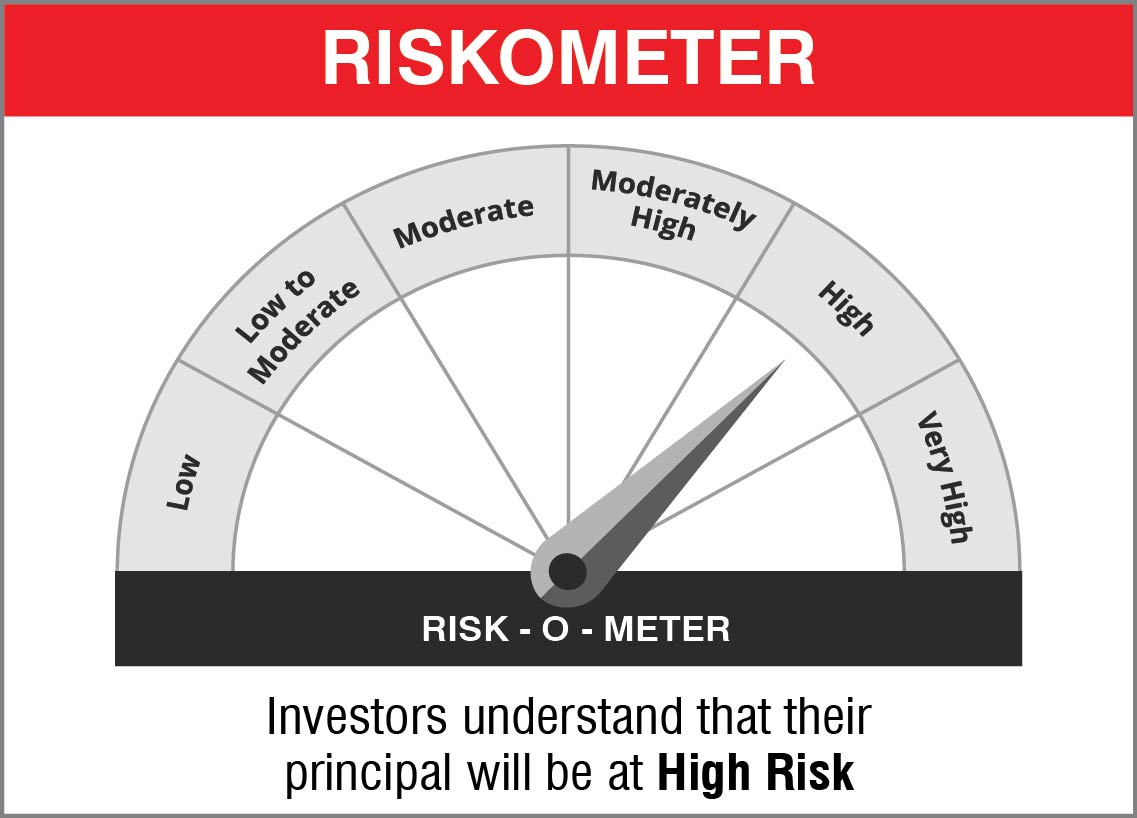 RISKOMETER
Low
Low to
Moderate
Moderate
Moderately
High
High
Very High
RISK - O - METER
Investors understand that their
principal will be at High Risk